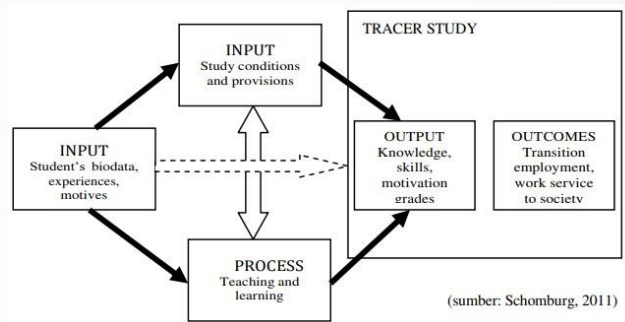 TRACER STUDY
INPUT
Study conditions
and provisions
INPUT
Student's biodata,
experiences,
motives
OUTPUT
Knowledge,
skills,
motivation
grades
OUTCOMES
Transition
employment,
work service
to society
PROCESS
Teaching and
learning
(sumber: Schomburg, 2011)